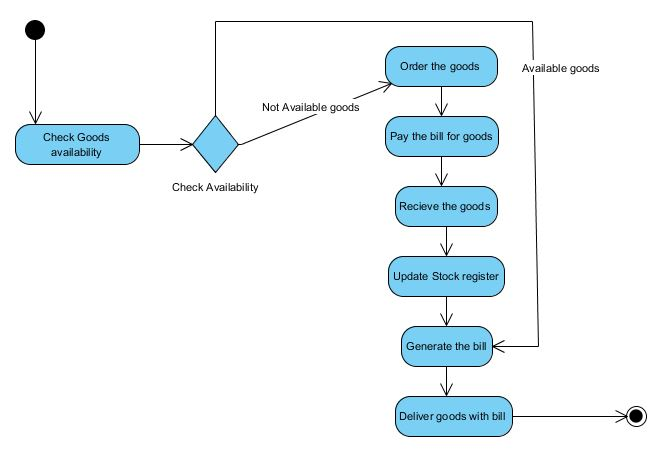 Order the goods
Available goods
Not Available goods
Check Goods
availability
Pay the bill for goods
Check Availability
Recieve the goods
Update Stock register
Generate the bill
Deliver goods with bill